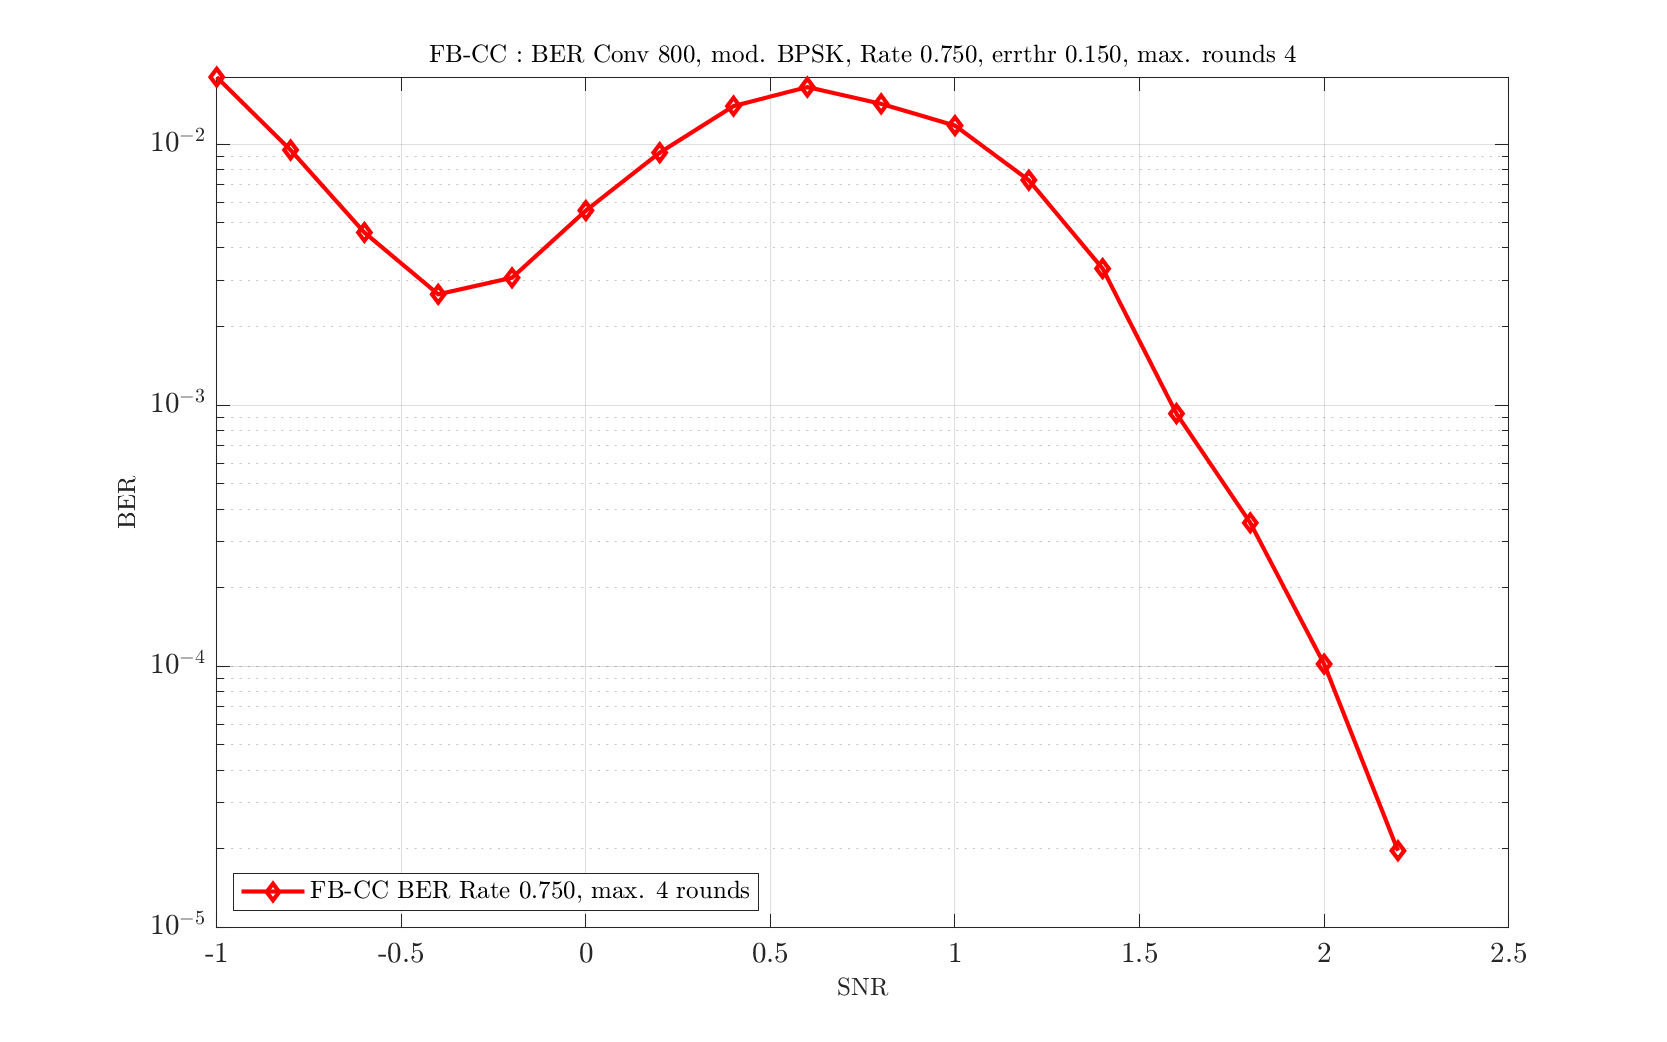 FB-CC : BER Conv 800, mod. BPSK, Rate 0.750, errthr 0.150, max. rounds 4
10⁻²
10⁻³
10⁻⁴
10⁻⁵
BER
FB-CC BER Rate 0.750, max. 4 rounds
-1 -0.5 0 0.5 1 1.5 2 2.5
SNR